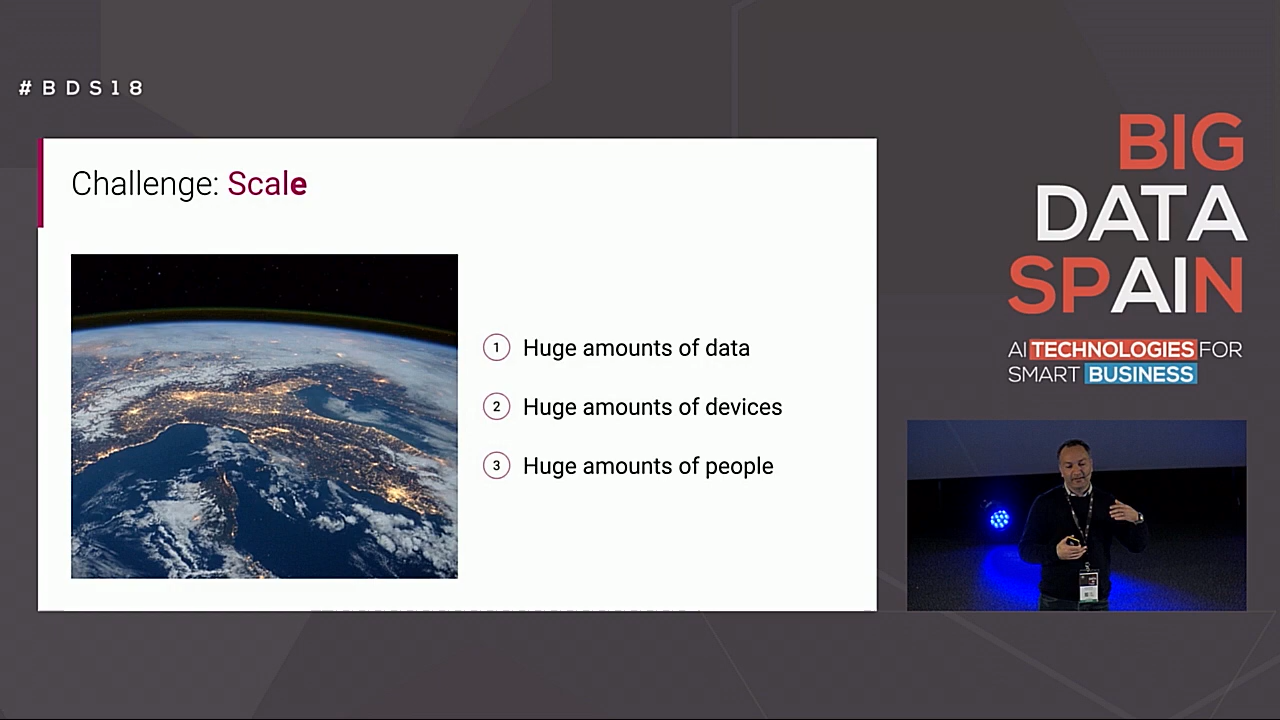 #BDS18
Challenge: Scale
1 Huge amounts of data
2 Huge amounts of devices
3 Huge amounts of people
BIG
DATA
SPAIN
AI TECHNOLOGIES FOR
SMART BUSINESS